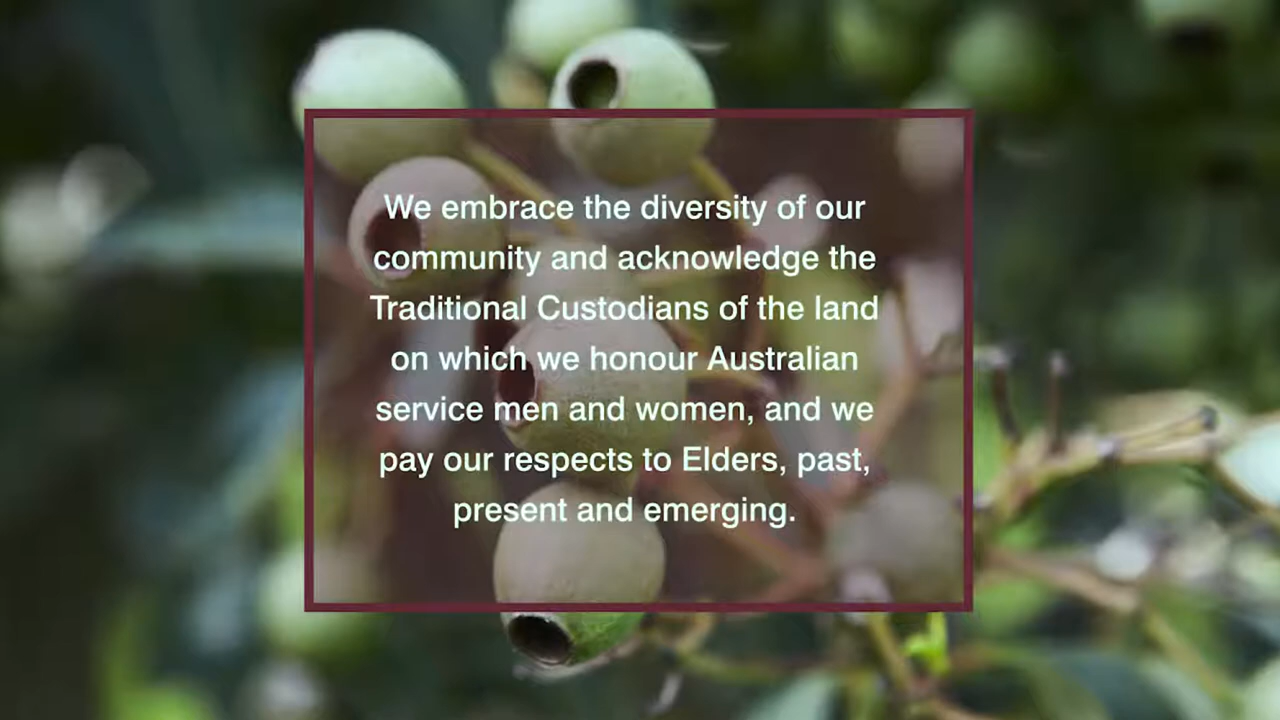 We embrace the diversity of our
community and acknowledge the
Traditional Custodians of the land
on which we honour Australian
service men and women, and we
pay our respects to Elders, past,
present and emerging.